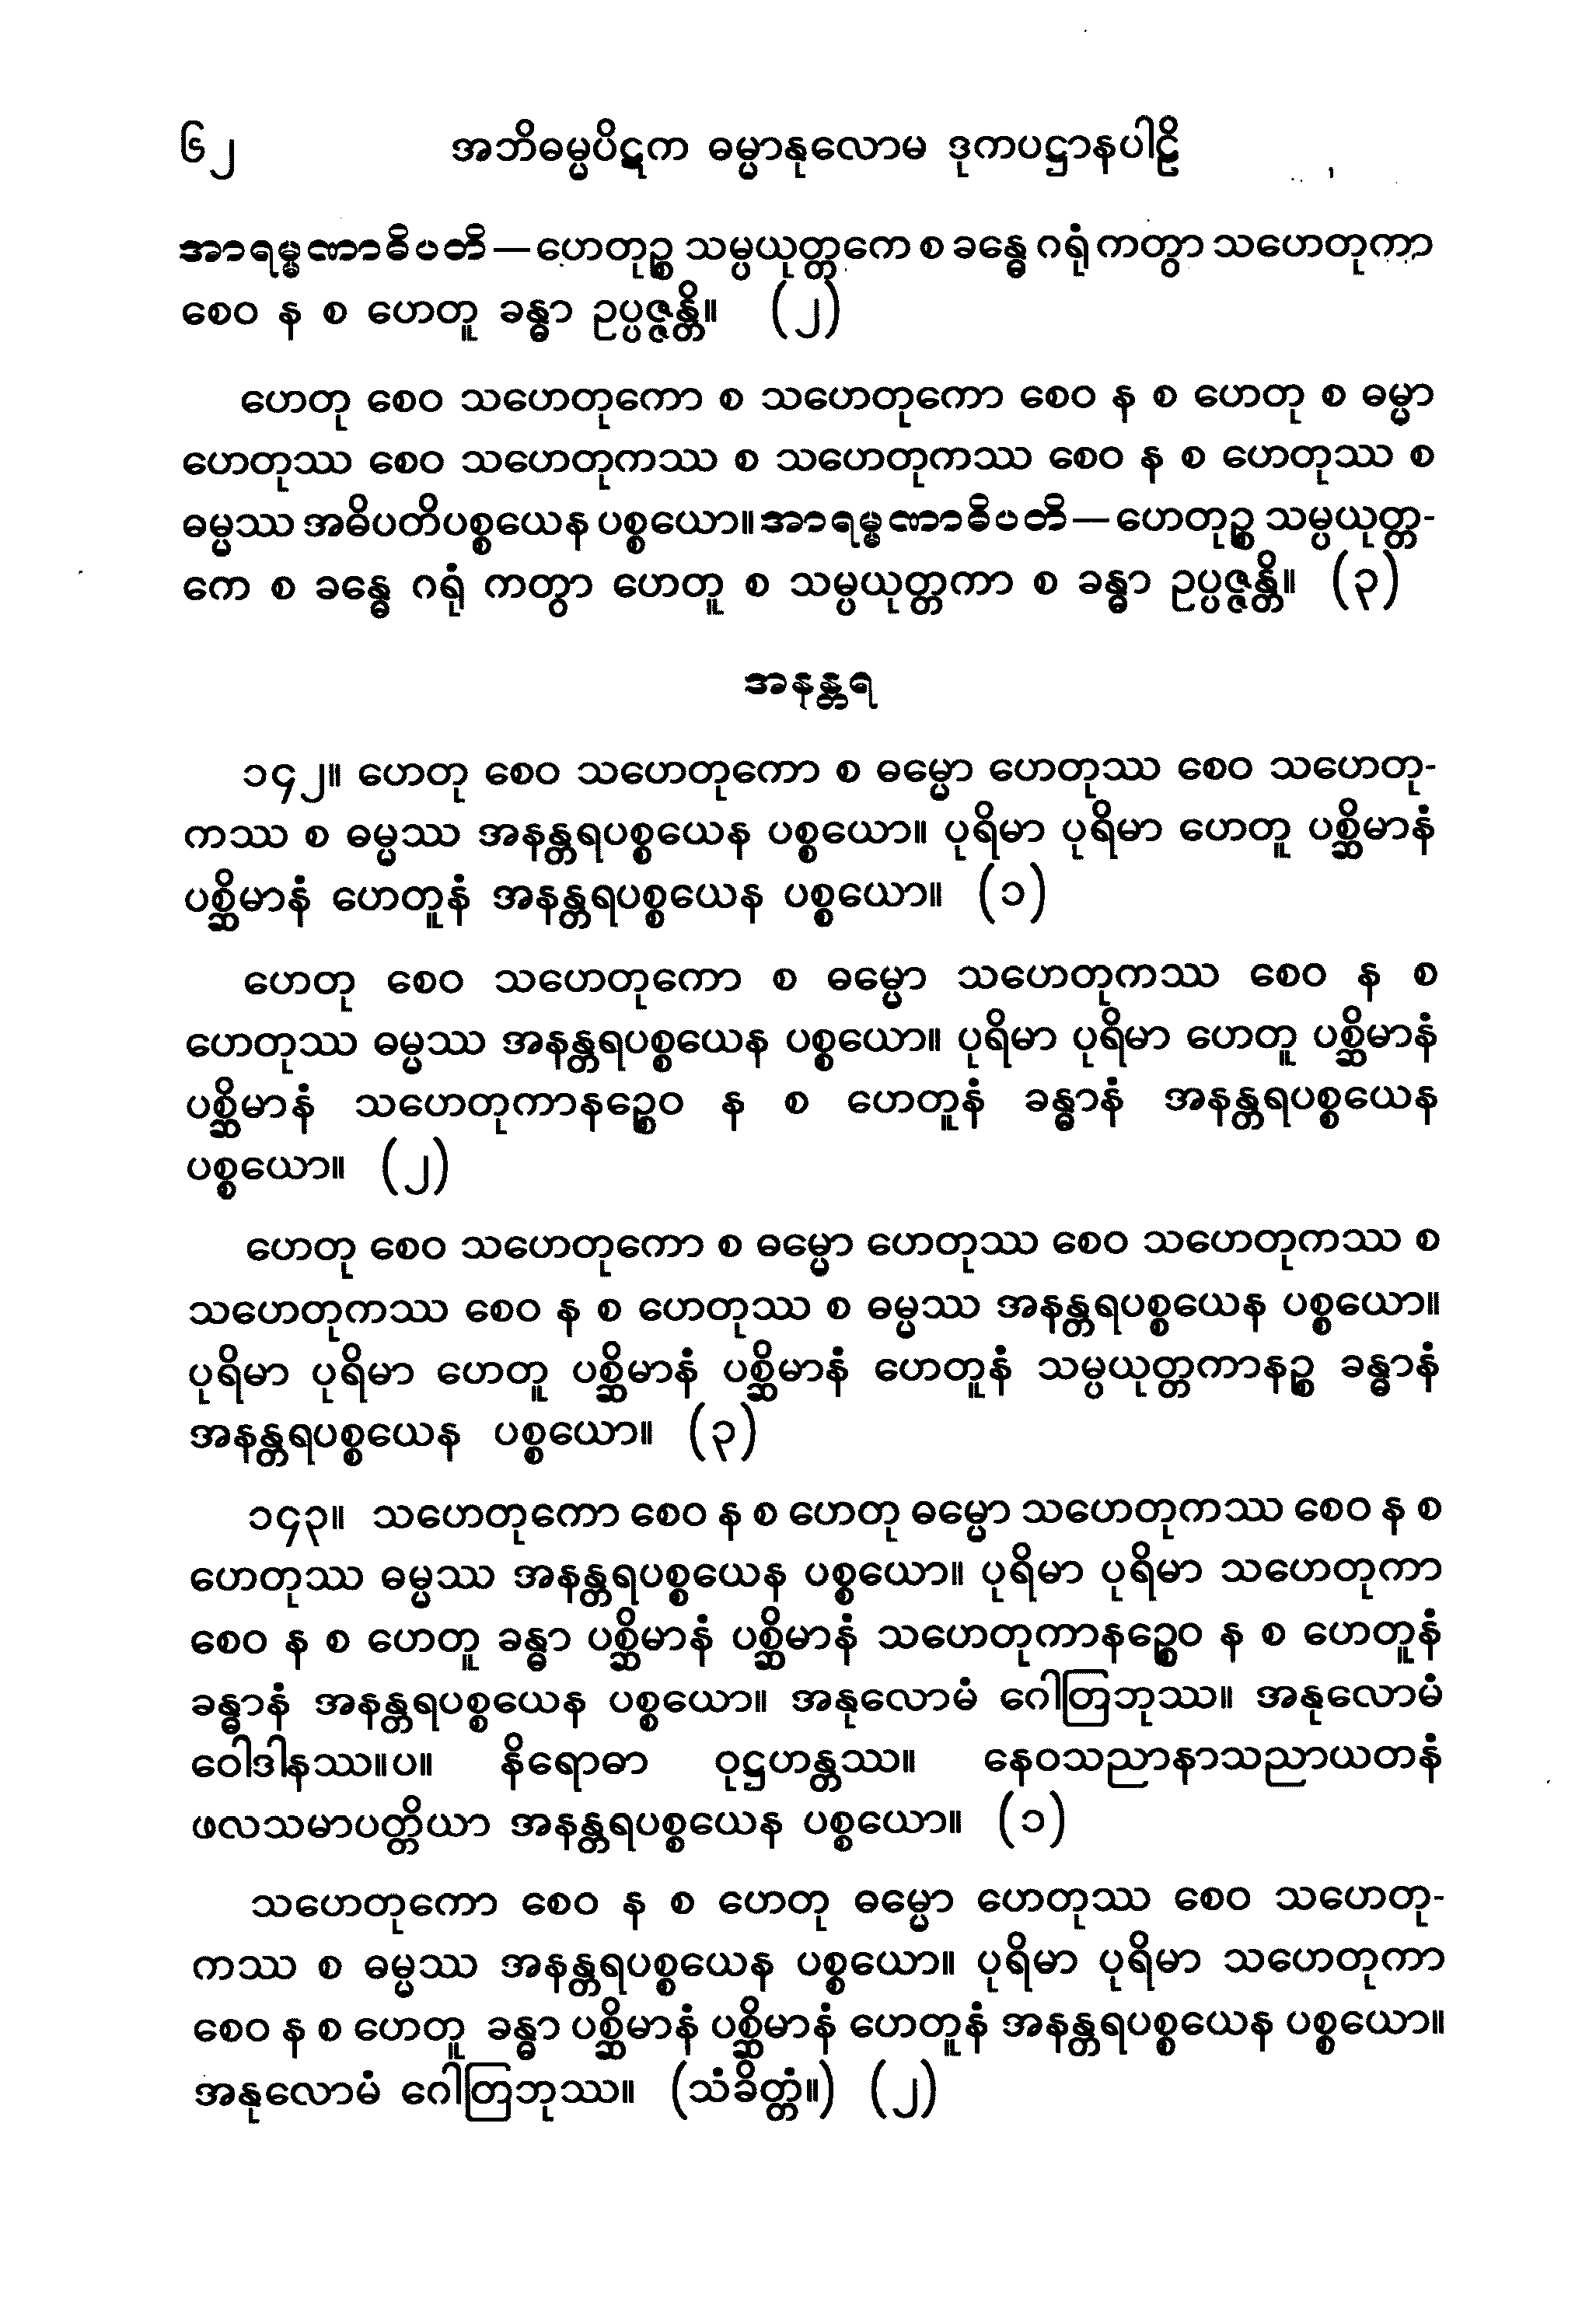 ၆၂ အဘိဓမ္မပိဋက ဓမ္မာနုလောမ ဒုကပဋ္ဌာနပါဠိ
အာရမ္မဏာဓိပတိ—ဟေတုဉ္စ သမ္ပယုတ္တကေ စ ခန္ဓေ ဂရုံ ကတွာ သဟေတုကာ
စေဝ န စ ဟေတူ ခန္ဓာ ဥပ္ပဇ္ဇန္တိ။ (၂)
ဟေတု စေဝ သဟေတုကော စ သဟေတုကော စေဝ န စ ဟေတု စ ဓမ္မာ
ဟေတုဿ စေဝ သဟေတုကဿ စ သဟေတုကဿ စေဝ န စ ဟေတုဿ စ
ဓမ္မဿ အဓိပတိပစ္စယေန ပစ္စယော။ အာရမ္မဏာဓိပတိ—ဟေတုဉ္စ သမ္ပယုတ္တ-
ကေ စ ခန္ဓေ ဂရုံ ကတွာ ဟေတူ စ သမ္ပယုတ္တကာ စ ခန္ဓာ ဥပ္ပဇ္ဇန္တိ။ (၃)
အနန္တရ
၁၄၂။ ဟေတု စေဝ သဟေတုကော စ ဓမ္မော ဟေတုဿ စေဝ သဟေတု-
ကဿ စ ဓမ္မဿ အနန္တရပစ္စယေန ပစ္စယော။ ပုရိမာ ပုရိမာ ဟေတူ ပစ္ဆိမာနံ
ပစ္ဆိမာနံ ဟေတူနံ အနန္တရပစ္စယေန ပစ္စယော။ (၁)
ဟေတု စေဝ သဟေတုကော စ ဓမ္မော သဟေတုကဿ စေဝ န စ
ဟေတုဿ ဓမ္မဿ အနန္တရပစ္စယေန ပစ္စယော။ ပုရိမာ ပုရိမာ ဟေတူ ပစ္ဆိမာနံ
ပစ္ဆိမာနံ သဟေတုကာနဉ္စေဝ န စ ဟေတူနံ ခန္ဓာနံ အနန္တရပစ္စယေန
ပစ္စယော။ (၂)
ဟေတု စေဝ သဟေတုကော စ ဓမ္မော ဟေတုဿ စေဝ သဟေတုကဿ စ
သဟေတုကဿ စေဝ န စ ဟေတုဿ စ ဓမ္မဿ အနန္တရပစ္စယေန ပစ္စယော။
ပုရိမာ ပုရိမာ ဟေတူ ပစ္ဆိမာနံ ပစ္ဆိမာနံ ဟေတူနံ သမ္ပယုတ္တကာနဉ္စ ခန္ဓာနံ
အနန္တရပစ္စယေန ပစ္စယော။ (၃)
၁၄၃။ သဟေတုကော စေဝ န စ ဟေတု ဓမ္မော သဟေတုကဿ စေဝ န စ
ဟေတုဿ ဓမ္မဿ အနန္တရပစ္စယေန ပစ္စယော။ ပုရိမာ ပုရိမာ သဟေတုကာ
စေဝ န စ ဟေတူ ခန္ဓာ ပစ္ဆိမာနံ ပစ္ဆိမာနံ သဟေတုကာနဉ္စေဝ န စ ဟေတူနံ
ခန္ဓာနံ အနန္တရပစ္စယေန ပစ္စယော။ အနုလောမံ ဂေါတြဘုဿ။ အနုလောမံ
ဝေါဒါနဿ။ပ။ နိရောဓာ ဝုဋ္ဌဟန္တဿ။ နေဝသညာနာသညာယတနံ
ဖလသမာပတ္တိယာ အနန္တရပစ္စယေန ပစ္စယော။ (၁)
သဟေတုကော စေဝ န စ ဟေတု ဓမ္မော ဟေတုဿ စေဝ သဟေတု-
ကဿ စ ဓမ္မဿ အနန္တရပစ္စယေန ပစ္စယော။ ပုရိမာ ပုရိမာ သဟေတုကာ
စေဝ န စ ဟေတူ ခန္ဓာ ပစ္ဆိမာနံ ပစ္ဆိမာနံ ဟေတူနံ အနန္တရပစ္စယေန ပစ္စယော။
အနုလောမံ ဂေါတြဘုဿ။ (သံခိတ္တံ။) (၂)